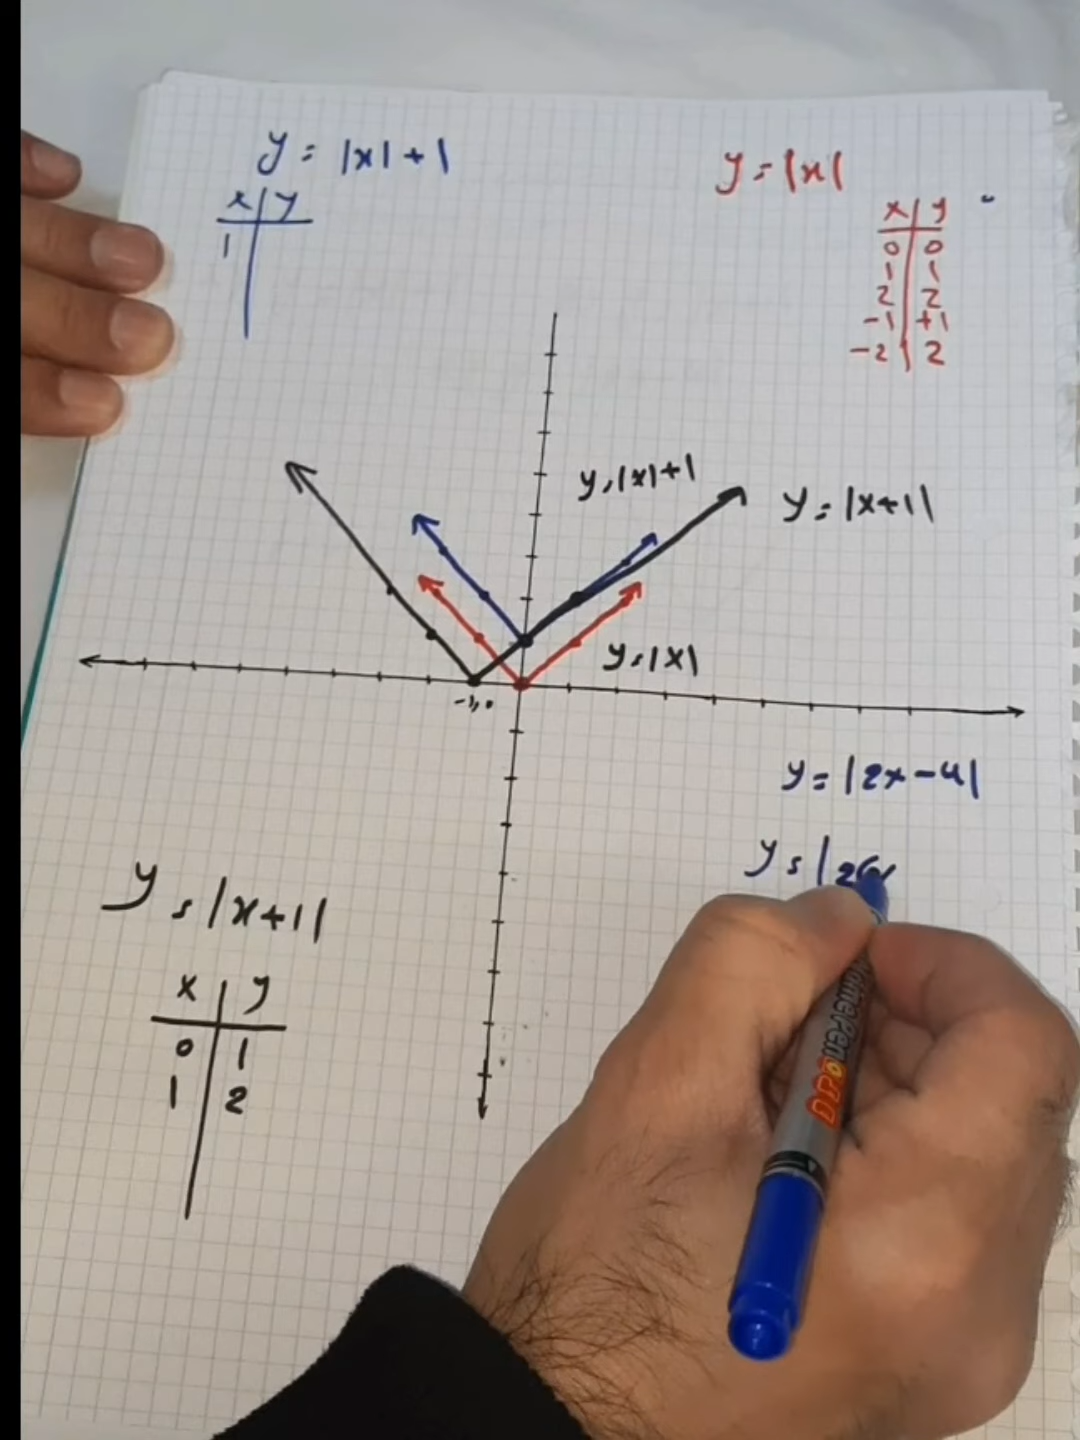 y = |x| + 1
x | y
1
y = |x|
x | y
0 | 0
1 | 1
2 | 2
-1 | +1
-2 | 2
y = |x|+1
y = |x+1|
y = |x|
-1,0
y = |2x-4|
y = |2(x
y = |x+1|
x | y
0 | 1
1 | 2